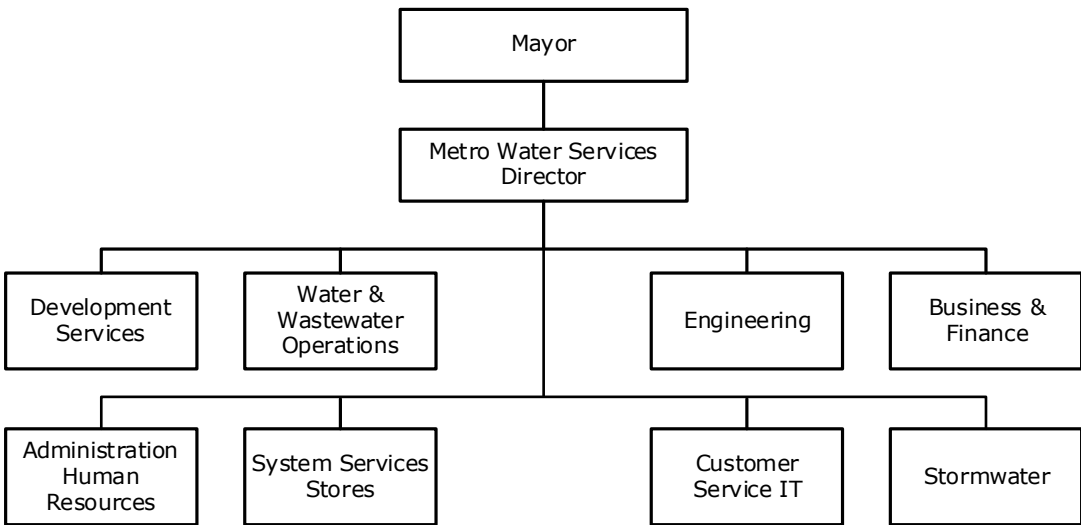 Mayor
Metro Water Services
Director
Development
Services
Water &
Wastewater
Operations
Engineering
Business &
Finance
Administration
Human
Resources
System Services
Stores
Customer
Service IT
Stormwater